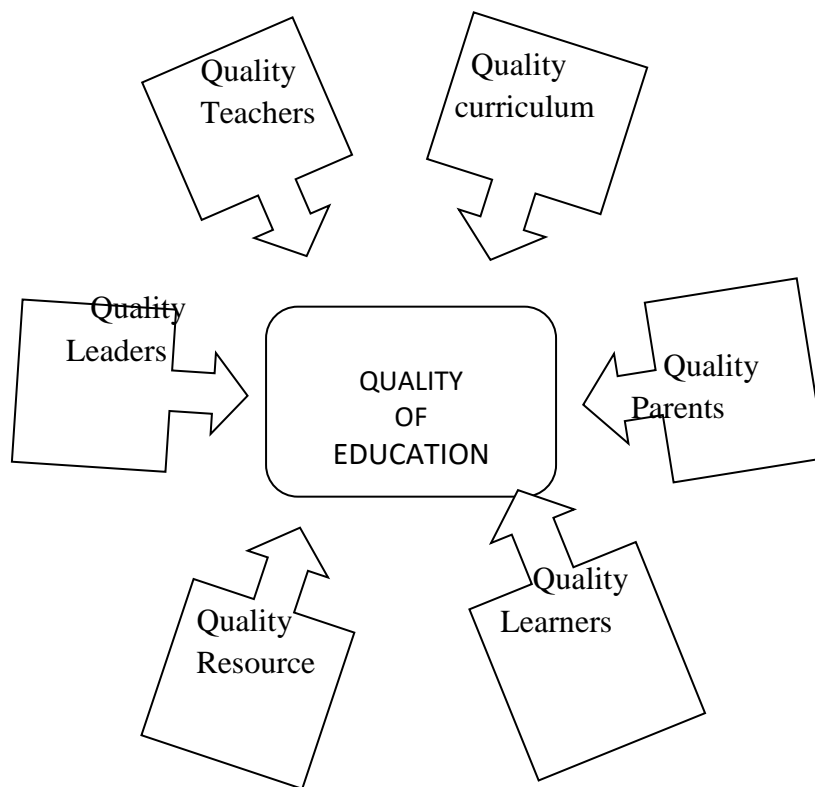 Quality
Teachers
Quality
curriculum
Quality
Leaders
QUALITY
OF
EDUCATION
Quality
Parents
Quality
Resource
Quality
Learners